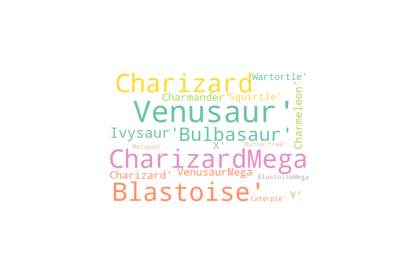 Charizard Wartortle'
Charmander' Squirtle'
Venusaur' Charmeleon'
Ivysaur' Bulbasaur'
Metapod' X' Butterfree'
CharizardMega
Charizard' VenusaurMega BlastoiseMega
Blastoise' Caterpie' Y'